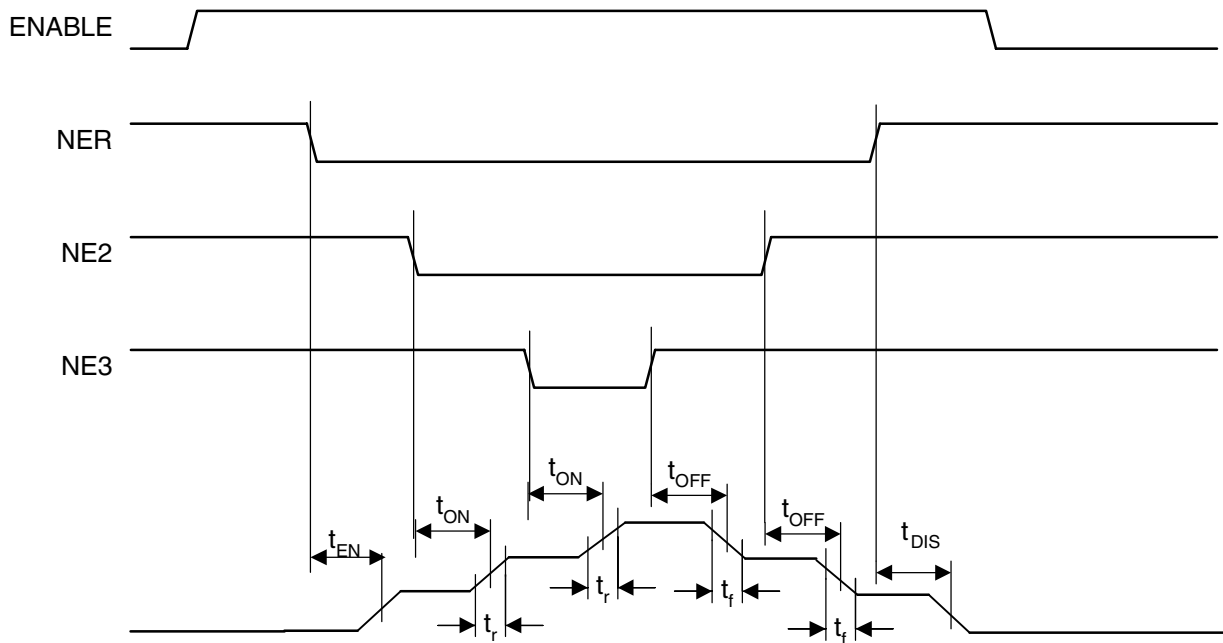 ENABLE
NER
NE2
NE3
tON
tOFF
tON
tOFF
tEN
tDIS
tr
tf
tr
tf